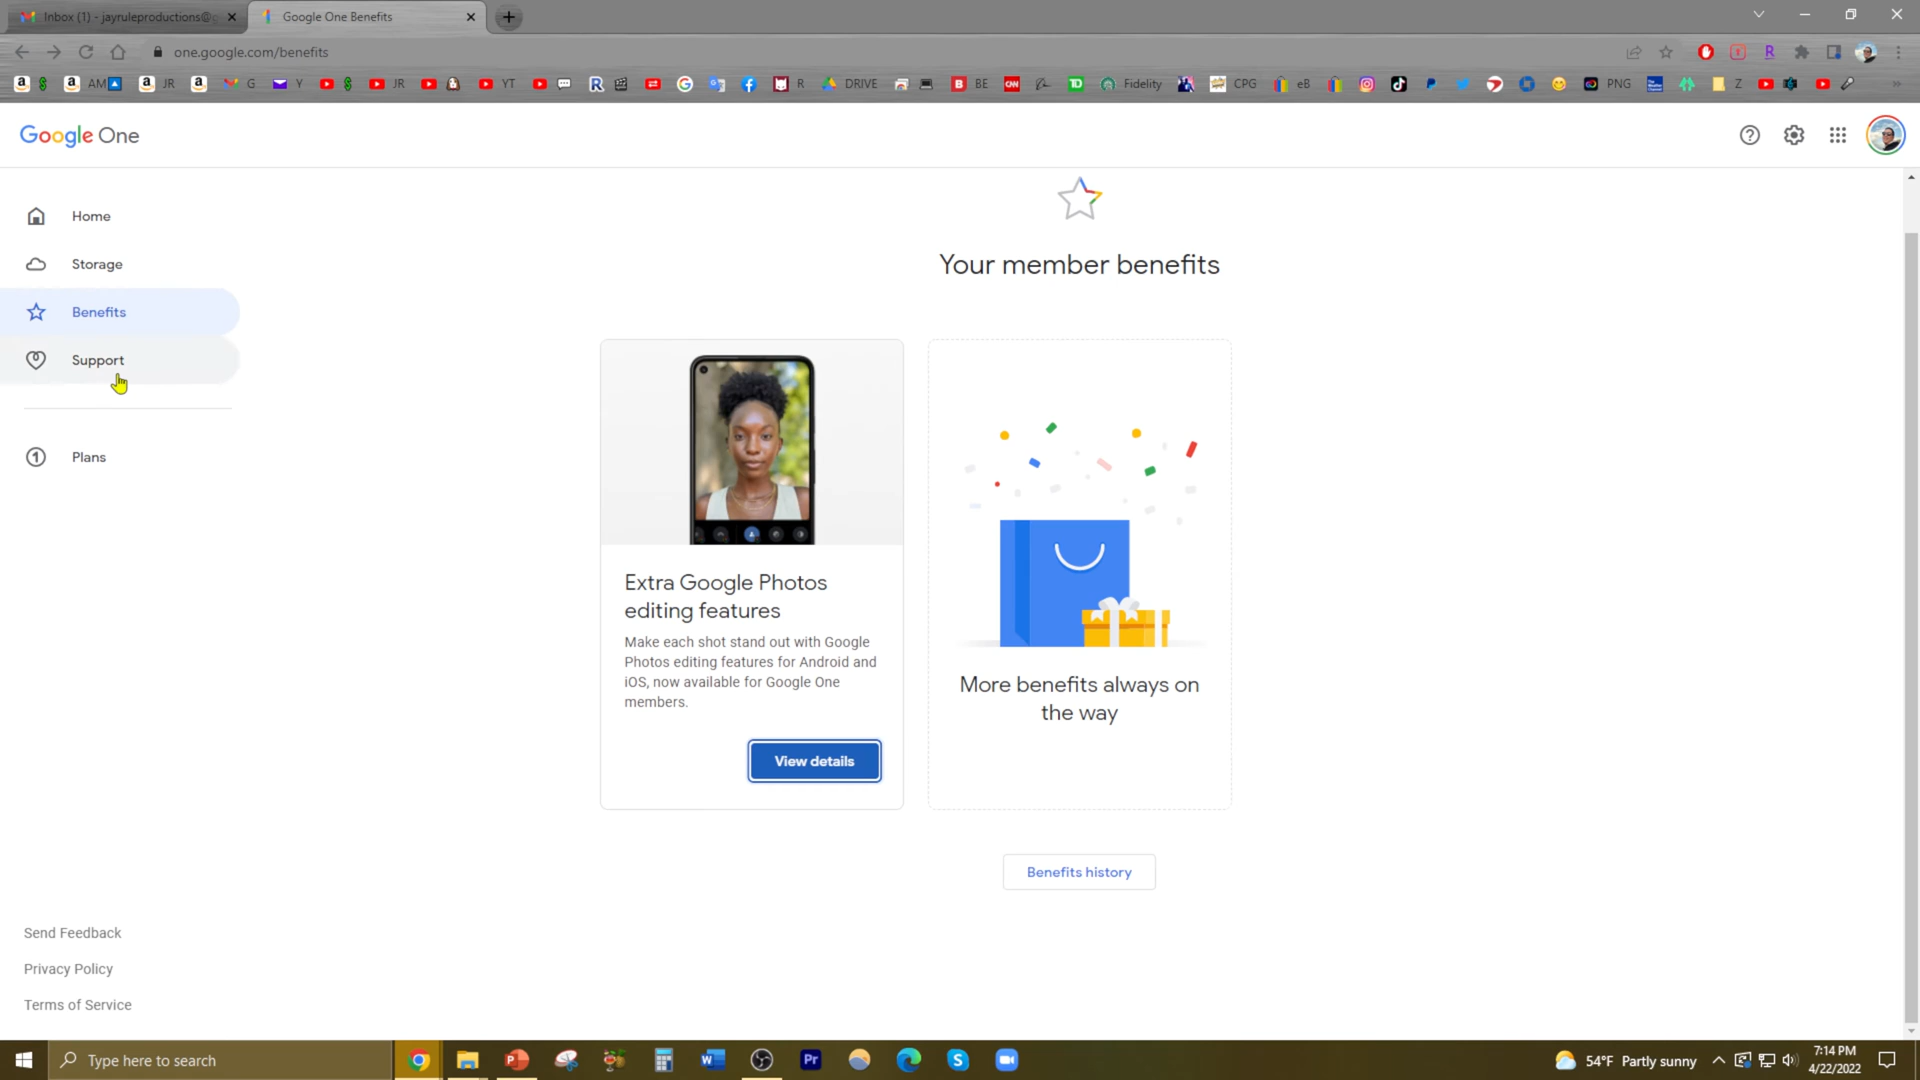 Inbox (1) - jayruleproductions@g
Google One Benefits
one.google.com/benefits
AM
JR
G
Y
JR
YT
R
DRIVE
BE
CNN
TD
Fidelity
CPG
eB
PNG
Z
Google One
Home
Storage
Benefits
Support
Plans
Your member benefits
Extra Google Photos
editing features
Make each shot stand out with Google
Photos editing features for Android and
iOS, now available for Google One
members.
View details
More benefits always on
the way
Benefits history
Send Feedback
Privacy Policy
Terms of Service
Type here to search
54°F Partly sunny
7:14 PM
4/22/2022